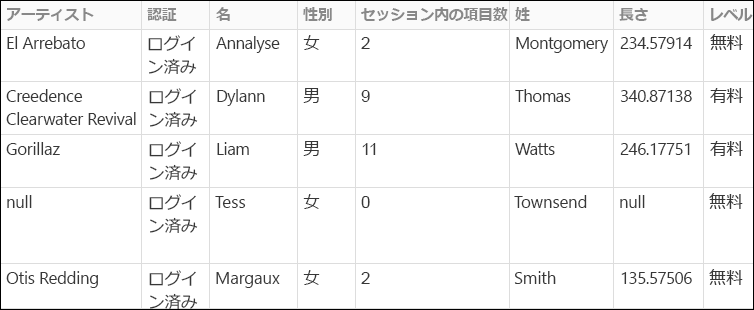 アーティスト 認証 名 性別 セッション内の項目数 姓 長さ レベル
El Arrebato ログイ Annalyse 女 2 Montgomery 234.57914 無料
ン済み
Creedence ログイ Dylann 男 9 Thomas 340.87138 有料
Clearwater Revival ン済み
Gorillaz ログイ Liam 男 11 Watts 246.17751 有料
ン済み
null ログイ Tess 女 0 Townsend null 無料
ン済み
Otis Redding ログイ Margaux 女 2 Smith 135.57506 無料
ン済み